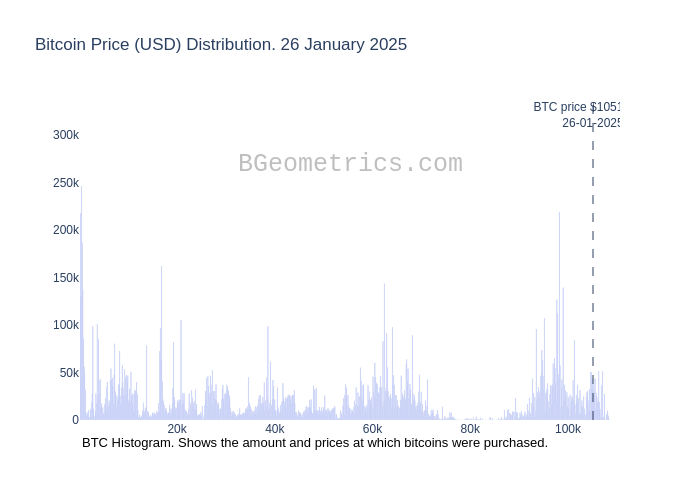 Bitcoin Price (USD) Distribution. 26 January 2025
BTC price $1051
26-01-2025
300k
BGeometrics.com
250k
200k
150k
100k
50k
0
20k 40k 60k 80k 100k
BTC Histogram. Shows the amount and prices at which bitcoins were purchased.